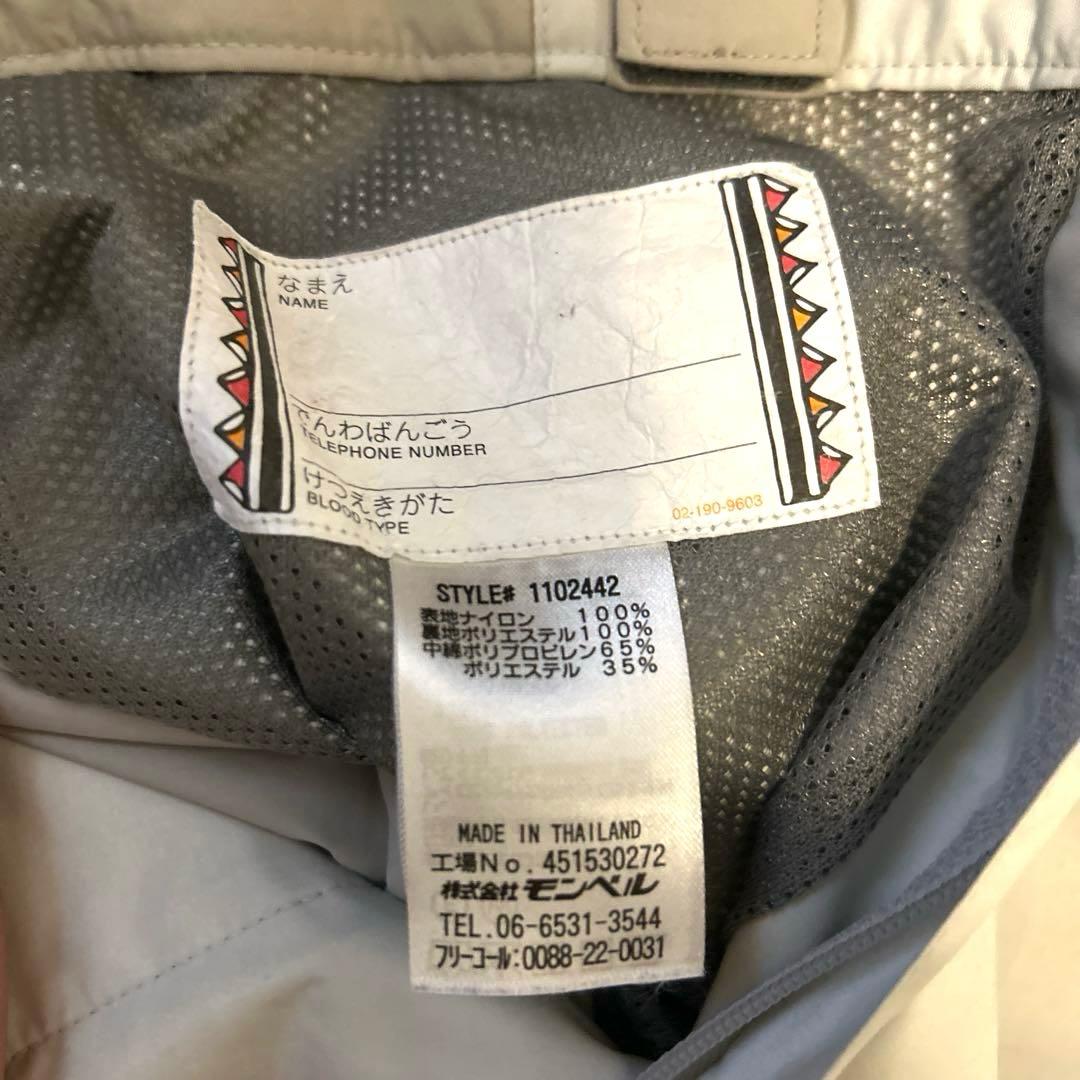 なまえ
NAME
でんわばんごう
TELEPHONE NUMBER
けつえきがた
BLOOD TYPE
02-190-9603
STYLE# 1102442
表地ナイロン 100%
裏地ポリエステル100%
中綿ポリプロピレン65%
ポリエステル 35%
MADE IN THAILAND
工場No. 451530272
株式会社 モンベル
TEL.06-6531-3544
フリーコール:0088-22-0031